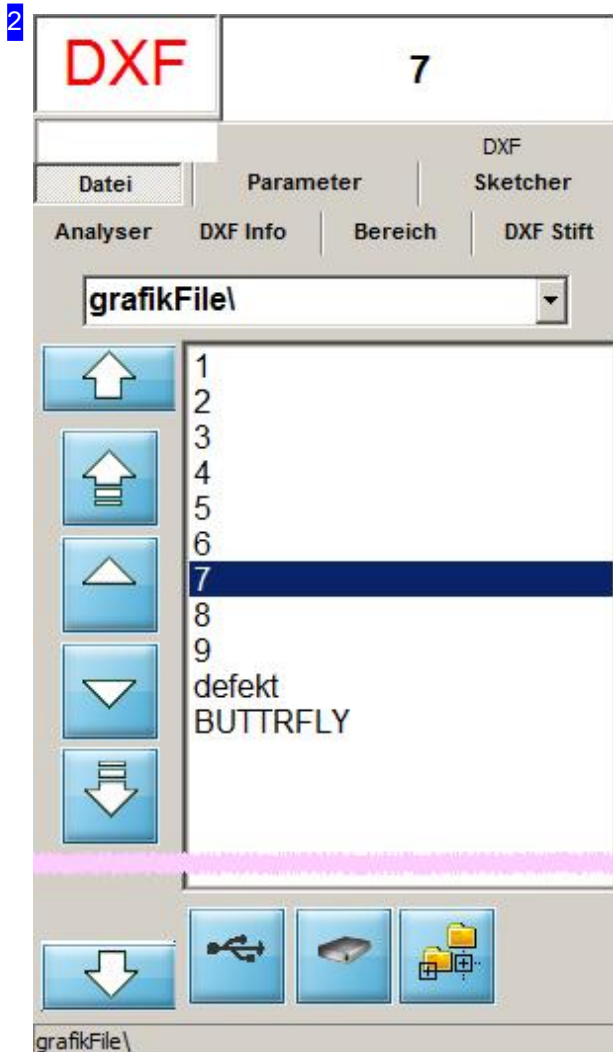 2
DXF
7
DXF
Datei Parameter Sketcher
Analyser DXF Info Bereich DXF Stift
grafikFile\
1
2
3
4
5
6
7
8
9
defekt
BUTTRFLY
grafikFile\